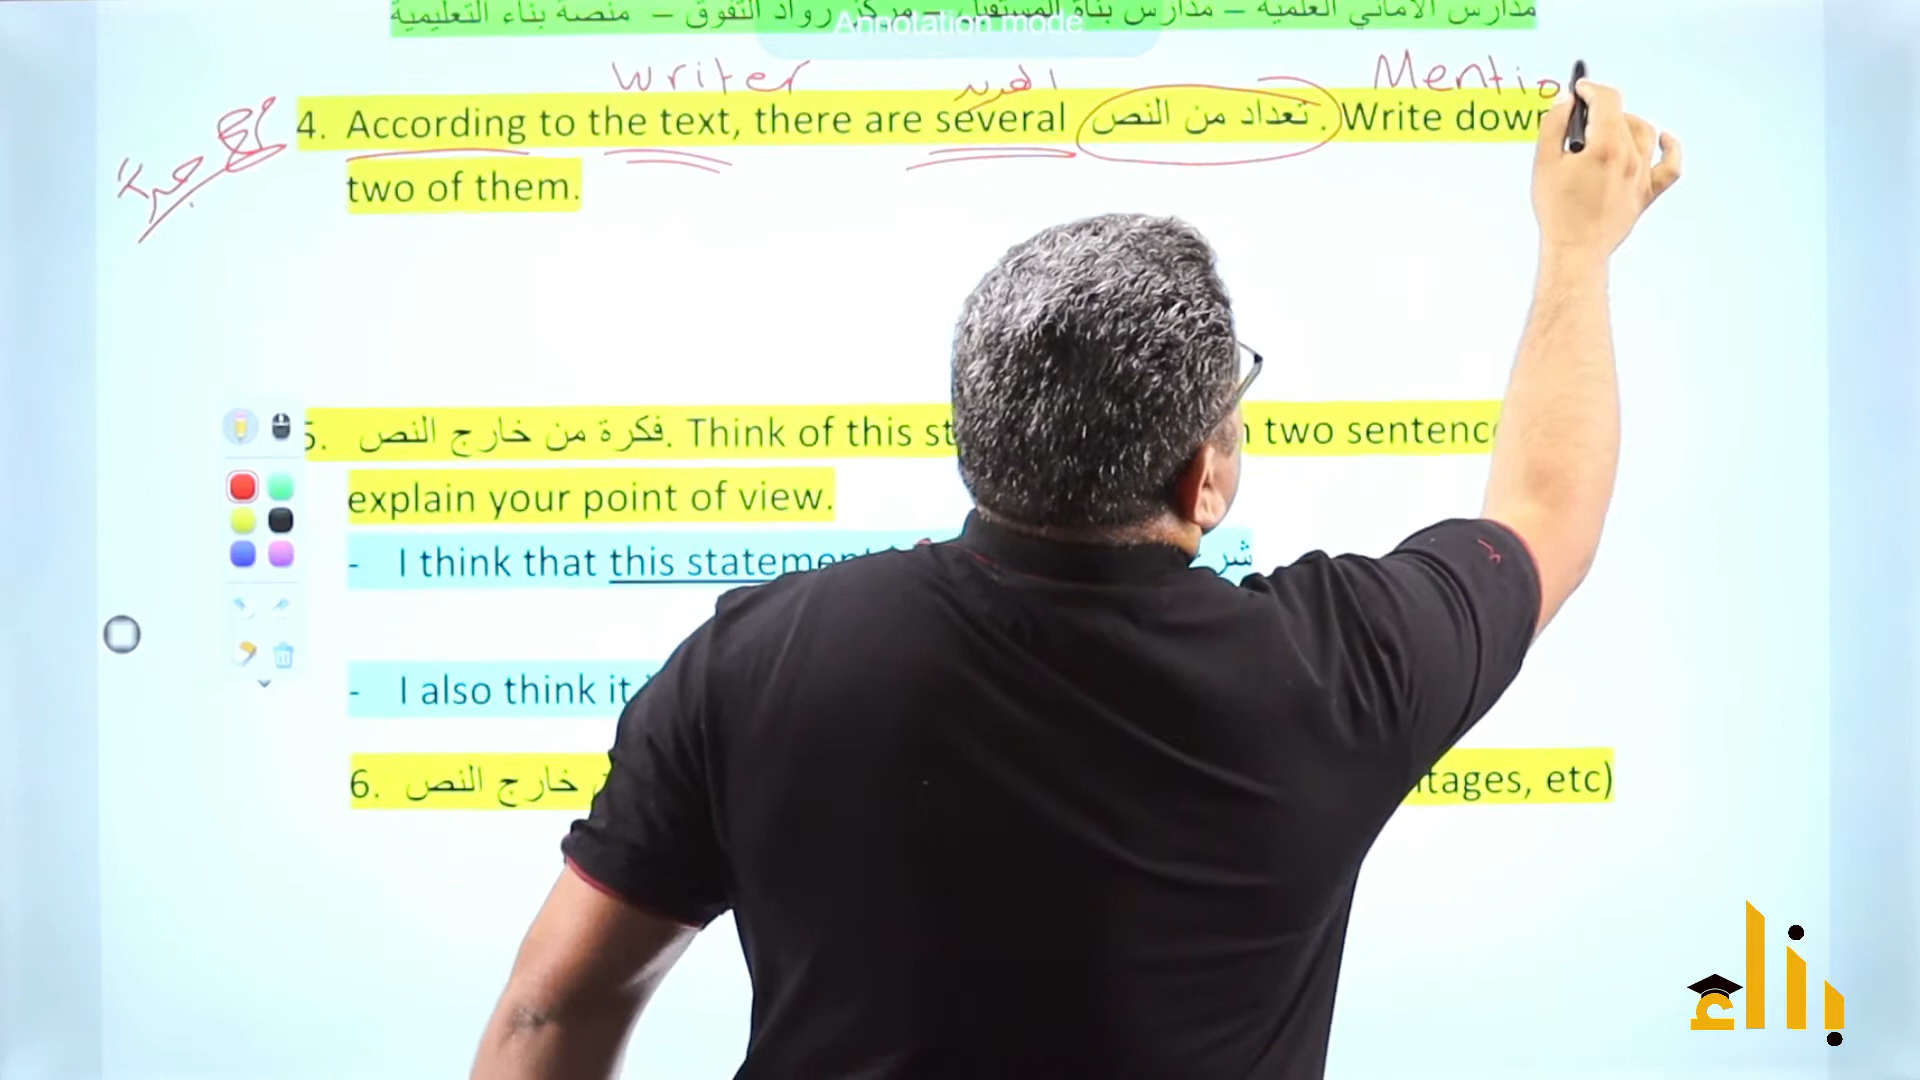 مدارس الأماني العلمية – مدارس بناة المستقبل – مركز رواد التفوق – منصة بناء التعليمية
Annotation mode
Writer المزيد Mentio
4. According to the text, there are several تعداد من النص . Write down
two of them.
5. فكرة من خارج النص. Think of this st two sentenc
explain your point of view.
- I think that this statement
- I also think it
6. خارج النص tages, etc)
بناء